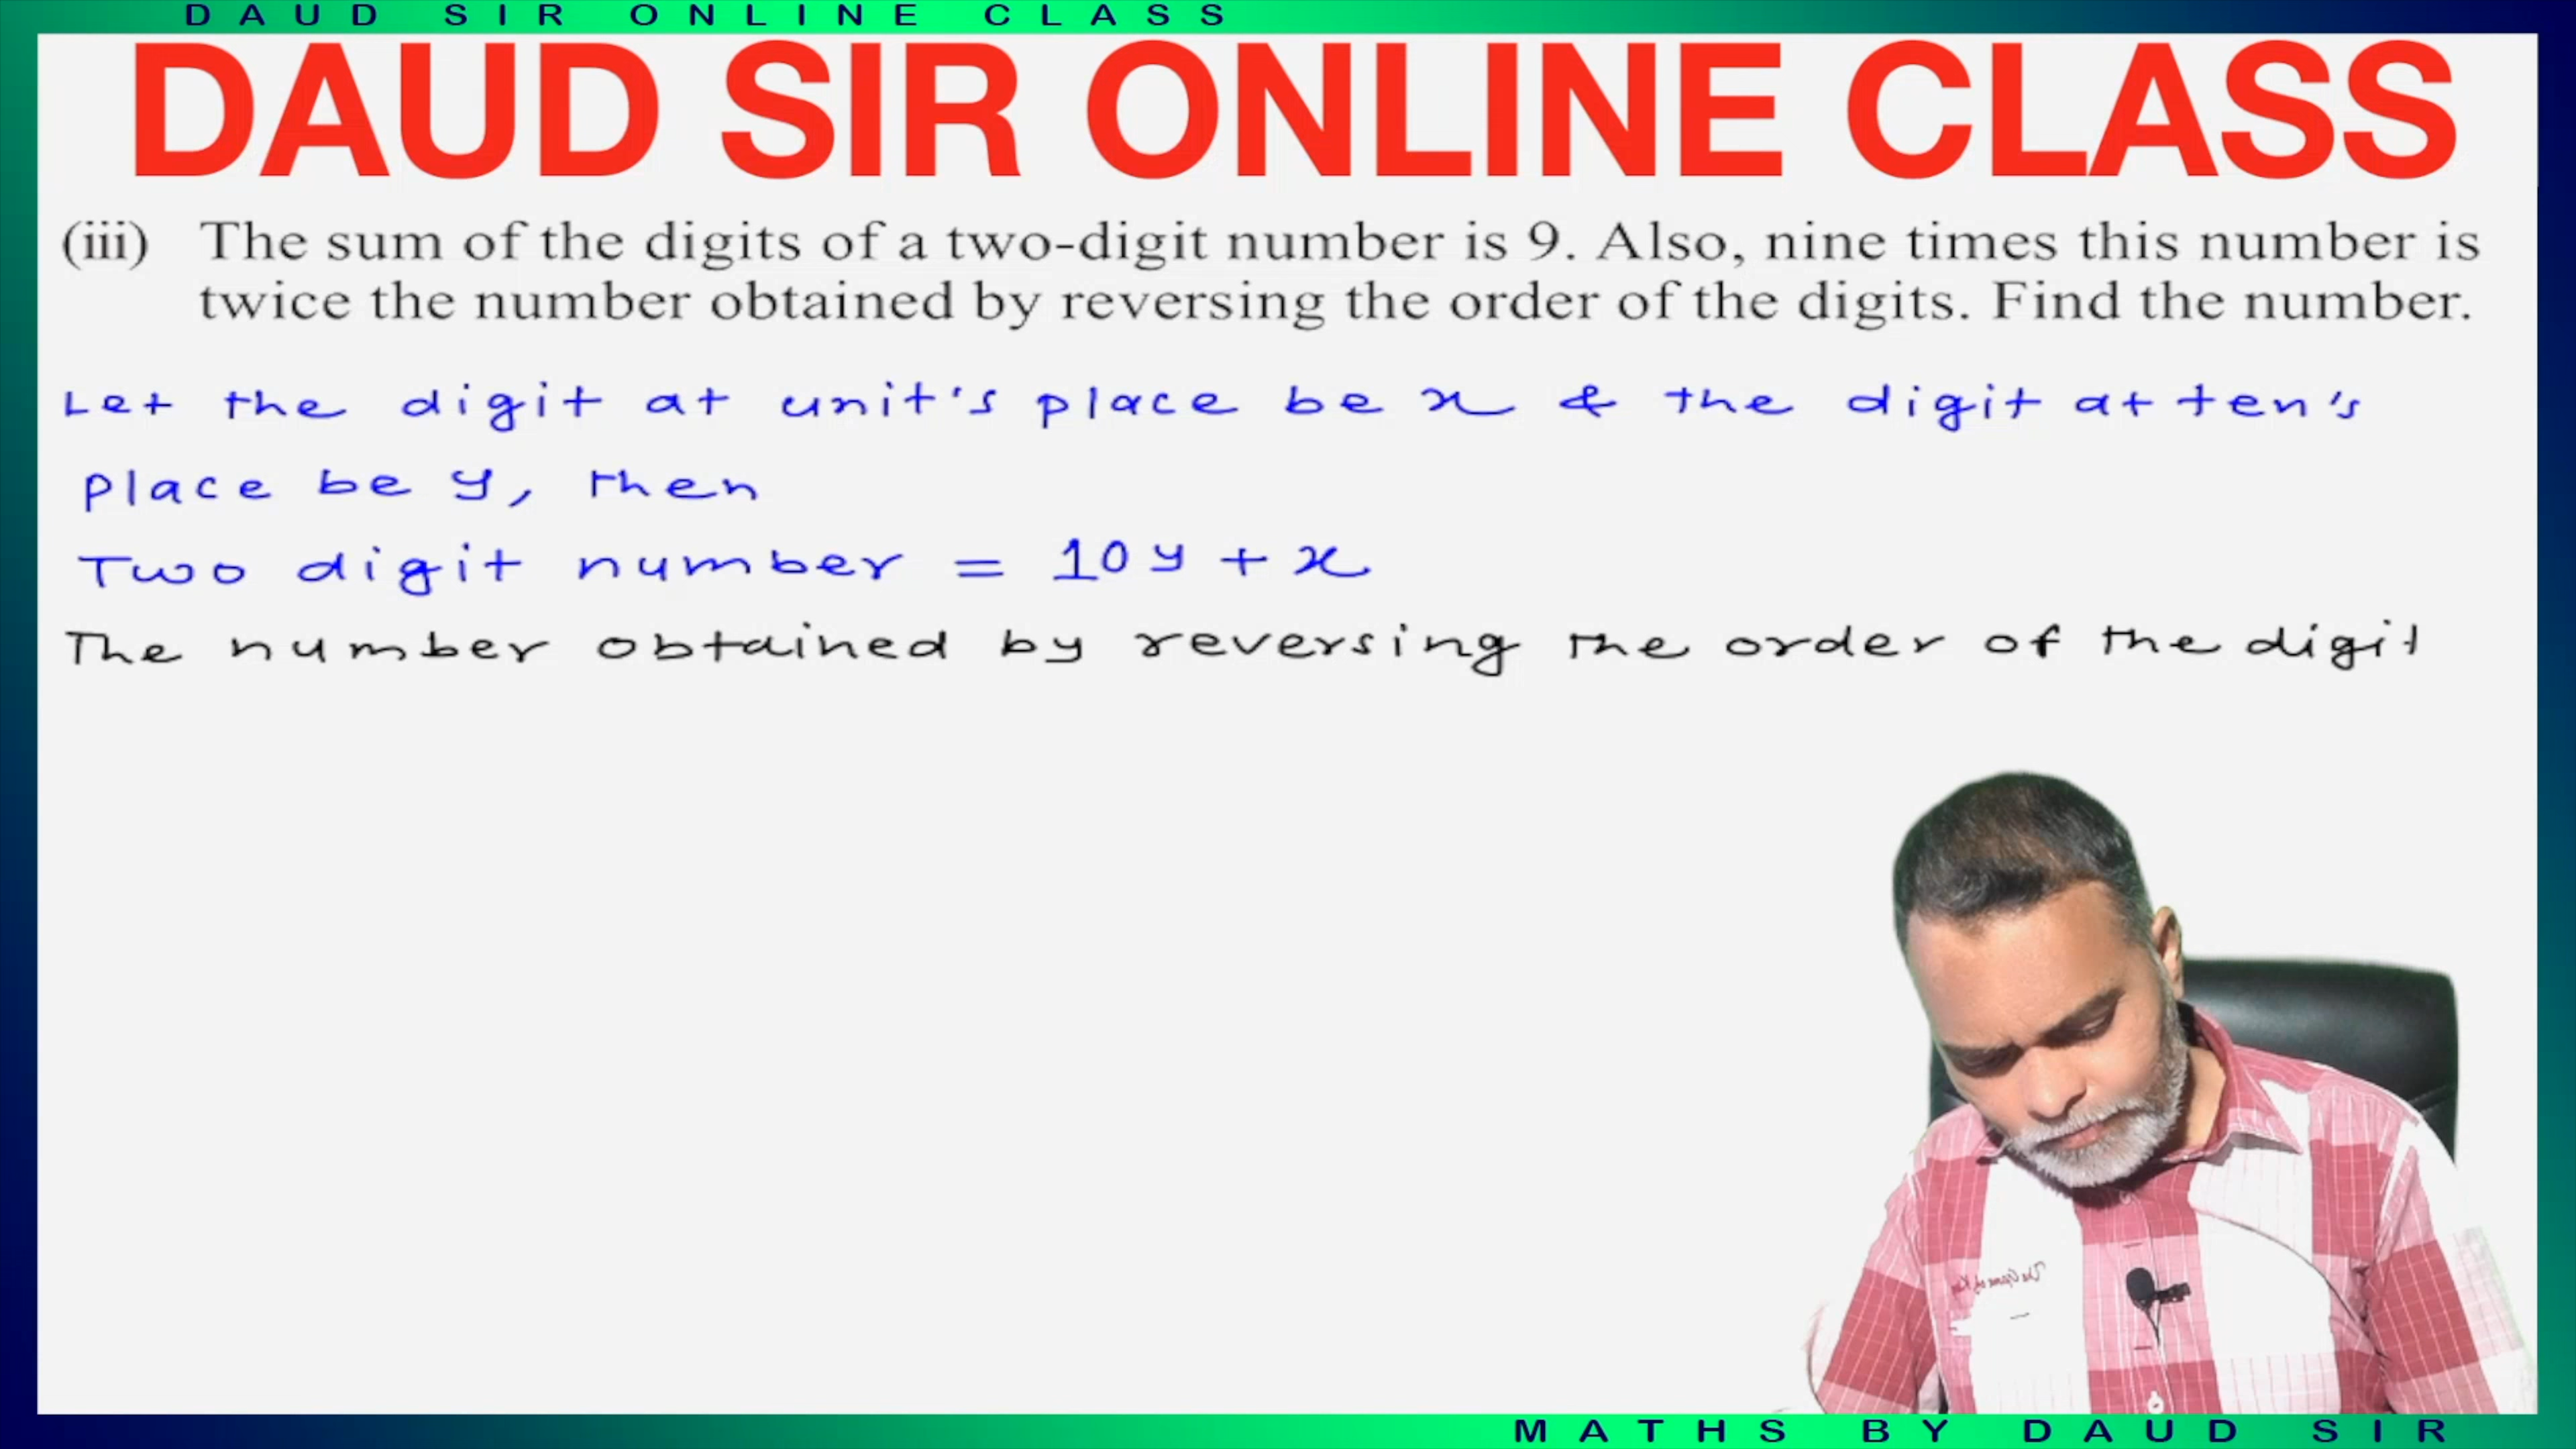 DAUD SIR ONLINE CLASS
DAUD SIR ONLINE CLASS
(iii) The sum of the digits of a two-digit number is 9. Also, nine times this number is
twice the number obtained by reversing the order of the digits. Find the number.
Let the digit at unit's place be x & the digit at ten's
place be y, then
Two digit number = 10y + x
The number obtained by reversing the order of the digit
MATHS BY DAUD SIR